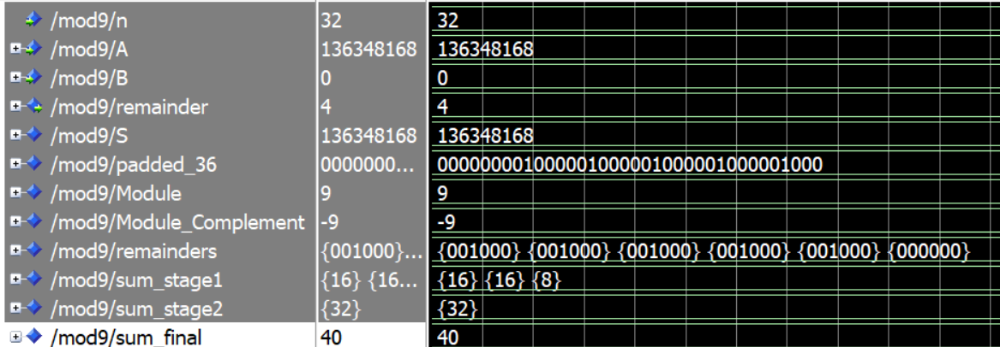 /mod9/n 32 32
/mod9/A 136348168 136348168
/mod9/B 0 0
/mod9/remainder 4 4
/mod9/S 136348168 136348168
/mod9/padded_36 0000000... 000000001000001000001000001000001000
/mod9/Module 9 9
/mod9/Module_Complement -9 -9
/mod9/remainders {001000}... {001000} {001000} {001000} {001000} {001000} {000000}
/mod9/sum_stage1 {16} {16... {16} {16} {8}
/mod9/sum_stage2 {32} {32}
/mod9/sum_final 40 40